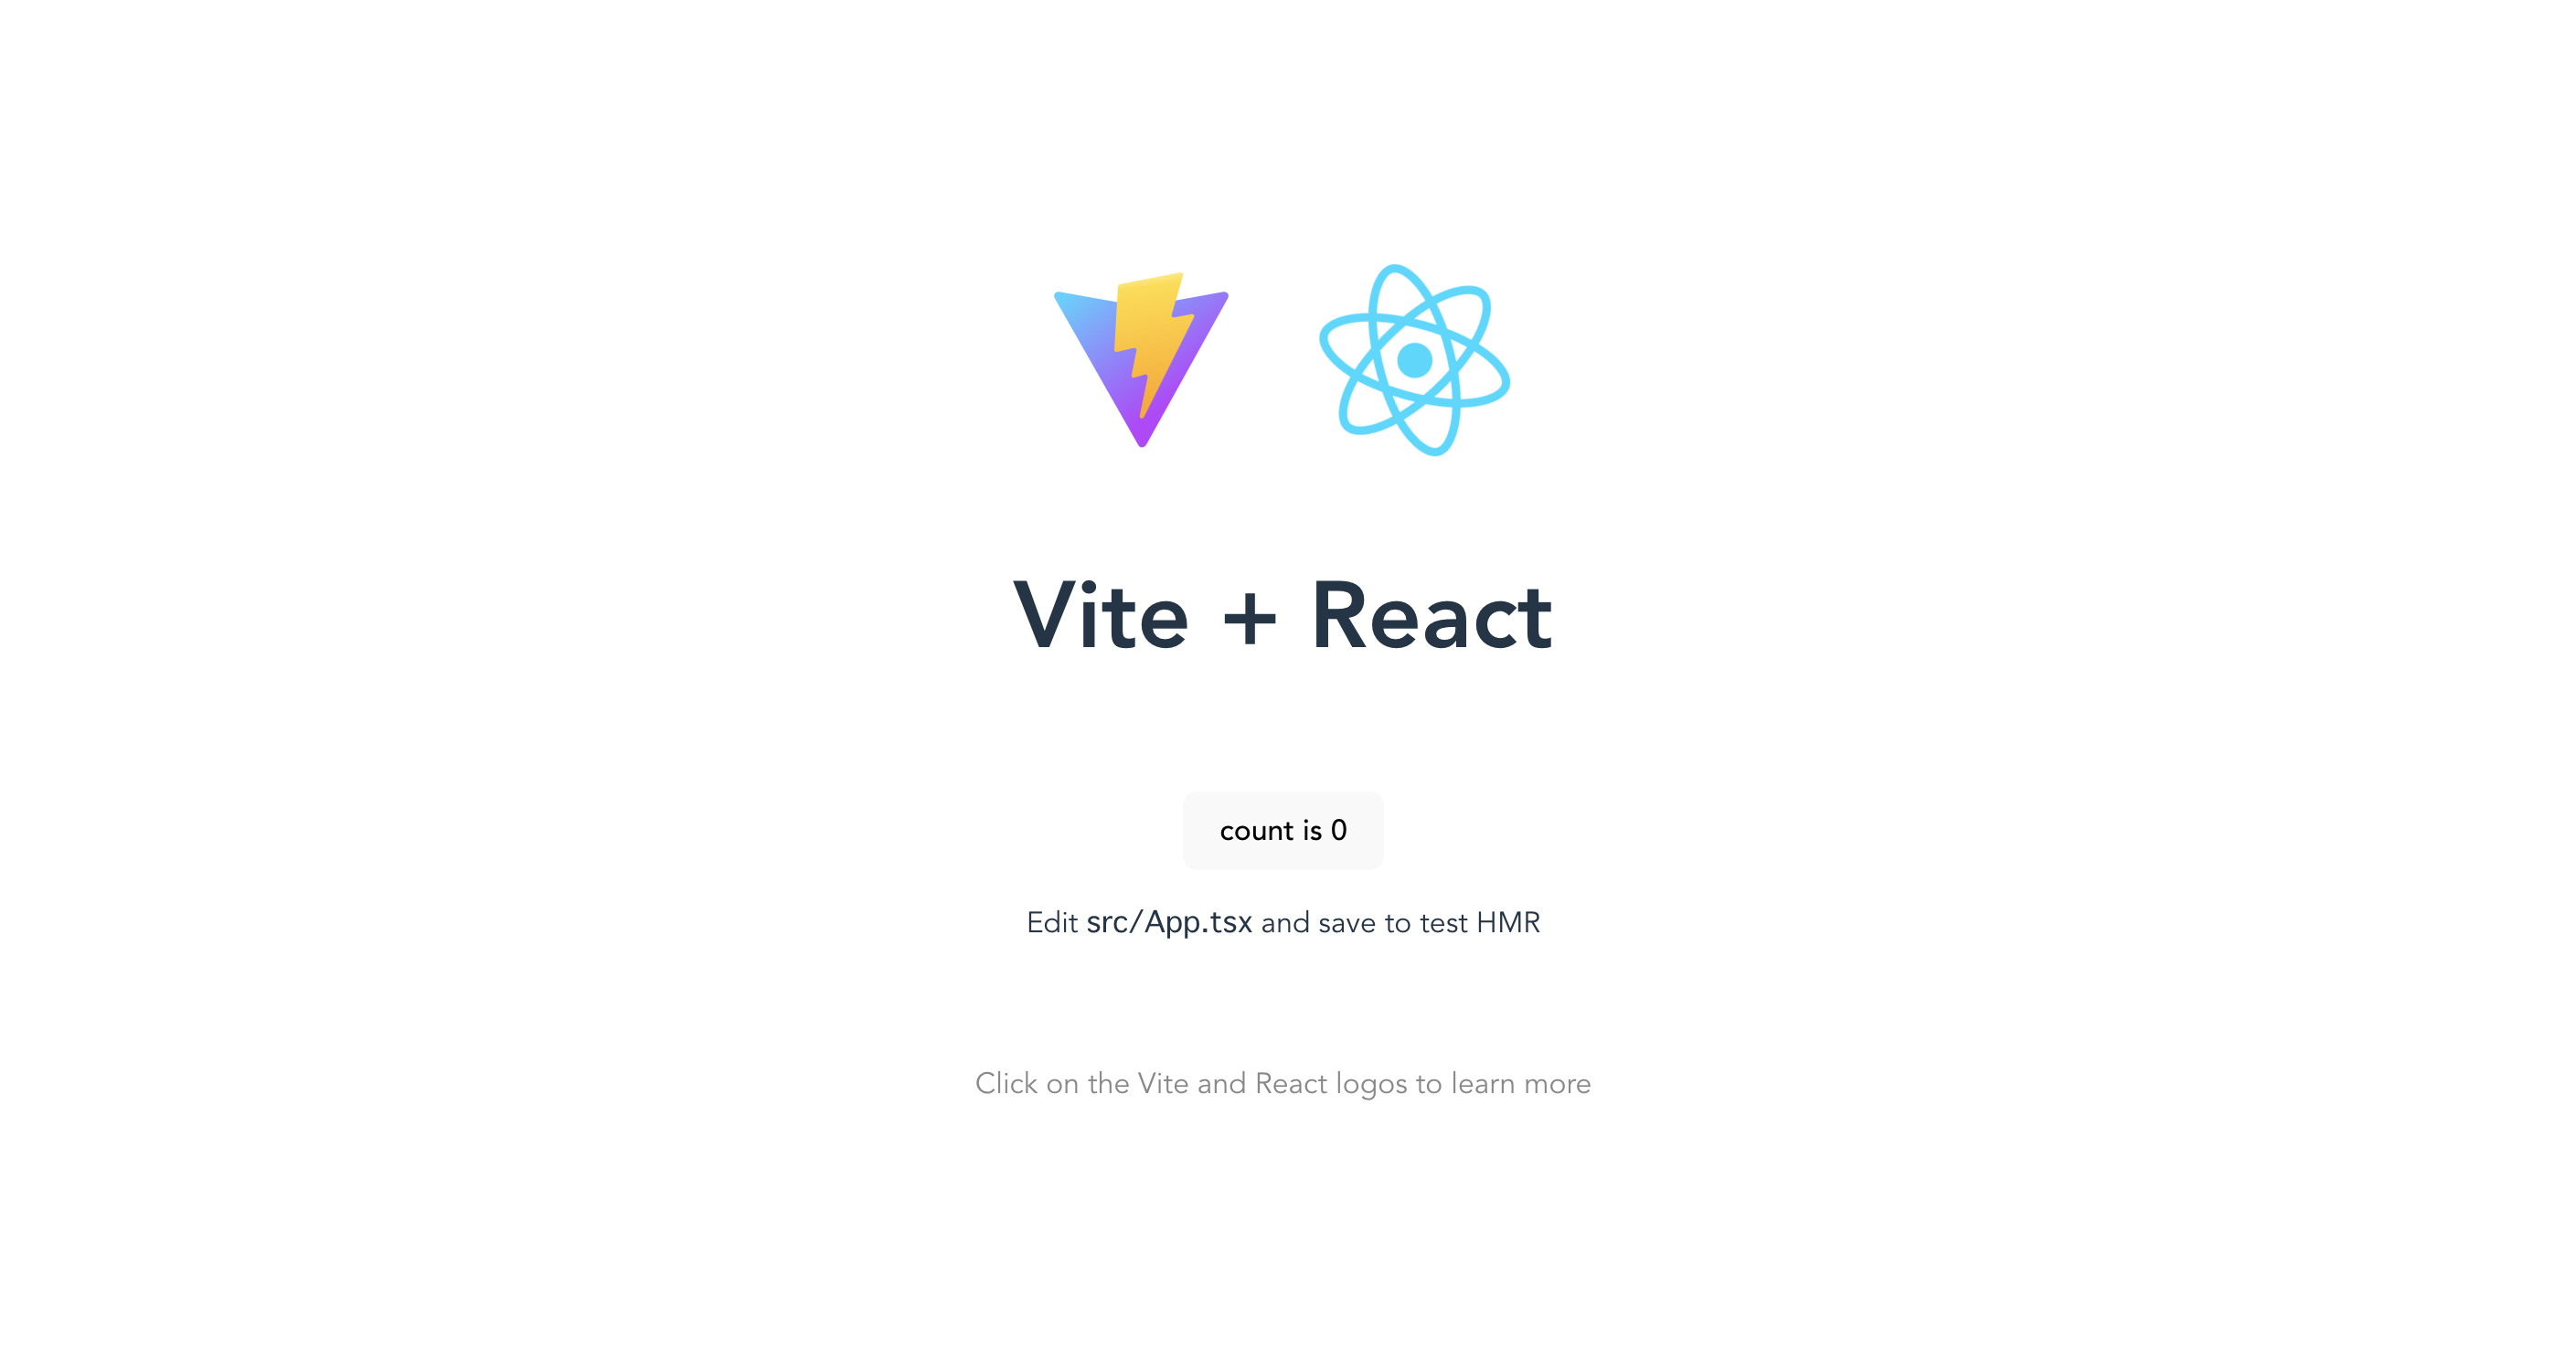 Vite + React
count is 0
Edit src/App.tsx and save to test HMR
Click on the Vite and React logos to learn more